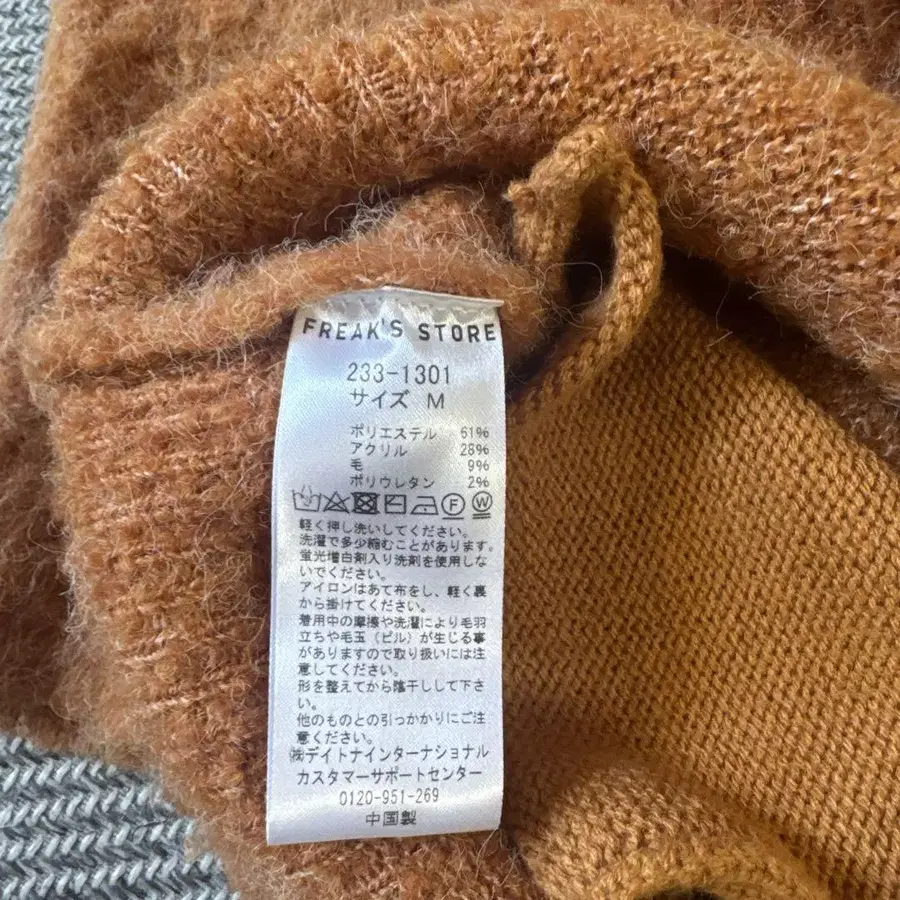 FREAK'S STORE
233-1301
サイズ M
ポリエステル 61%
アクリル 28%
毛 9%
ポリウレタン 2%
F W
軽く押し洗いしてください。
洗濯で多少縮むことがあります。
蛍光増白剤入り洗剤を使用しな
いでください。
アイロンはあて布をし、軽く裏
から掛けてください。
着用中の摩擦や洗濯により毛羽
立ちや毛玉（ピル）が生じる事
がありますので取り扱いには注
意してください。
形を整えてから陰干しして下さ
い。
他のものとの引っかかりにご注
意ください。
㈱デイトナインターナショナル
カスタマーサポートセンター
0120-951-269
中国製